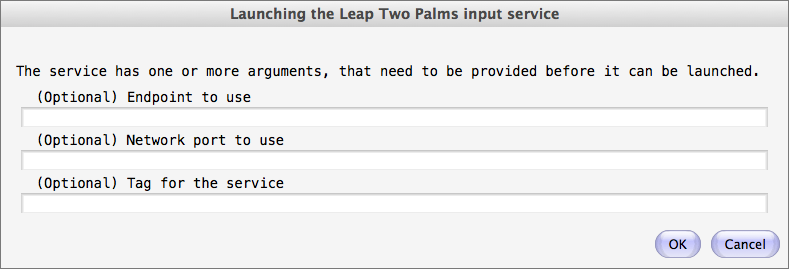 Launching the Leap Two Palms input service
The service has one or more arguments, that need to be provided before it can be launched.
(Optional) Endpoint to use
(Optional) Network port to use
(Optional) Tag for the service
OK Cancel